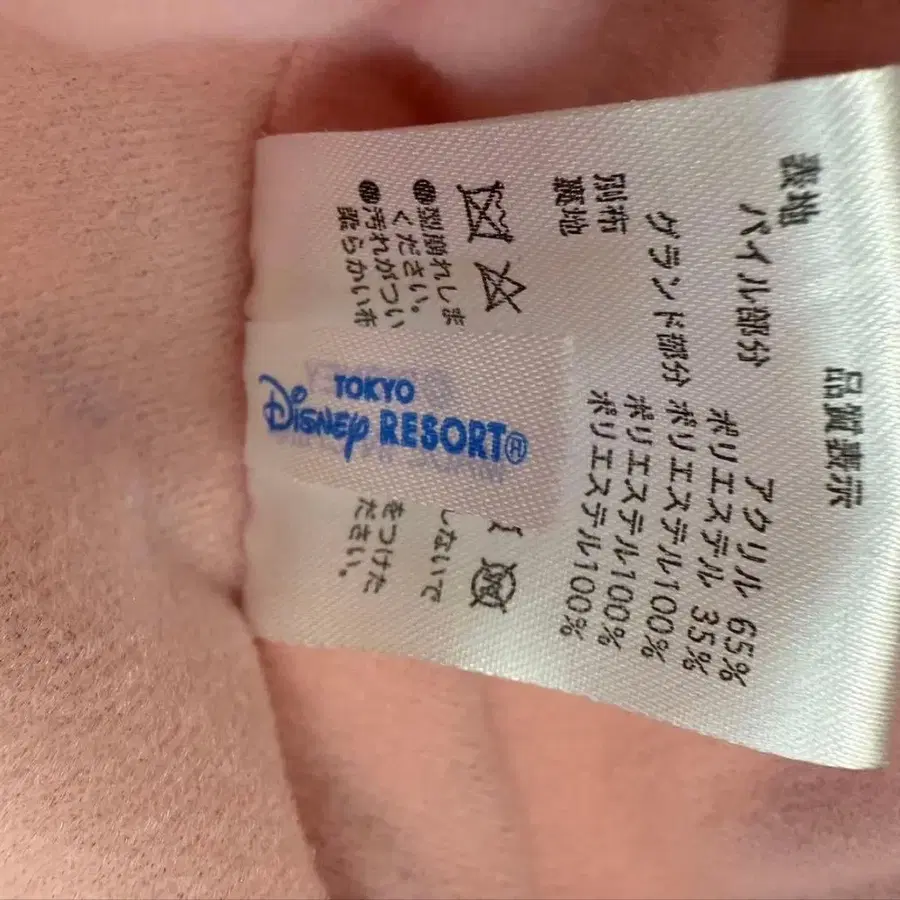 品質表示
表地
パイル部分 アクリル 65%
ポリエステル 35%
グランド部分 ポリエステル100%
別布 ポリエステル100%
裏地 ポリエステル100%
●型崩れしま しないで
ください。
●汚れがつい をつけた
柔らかい布 ださい。
TOKYO
Disney RESORT®